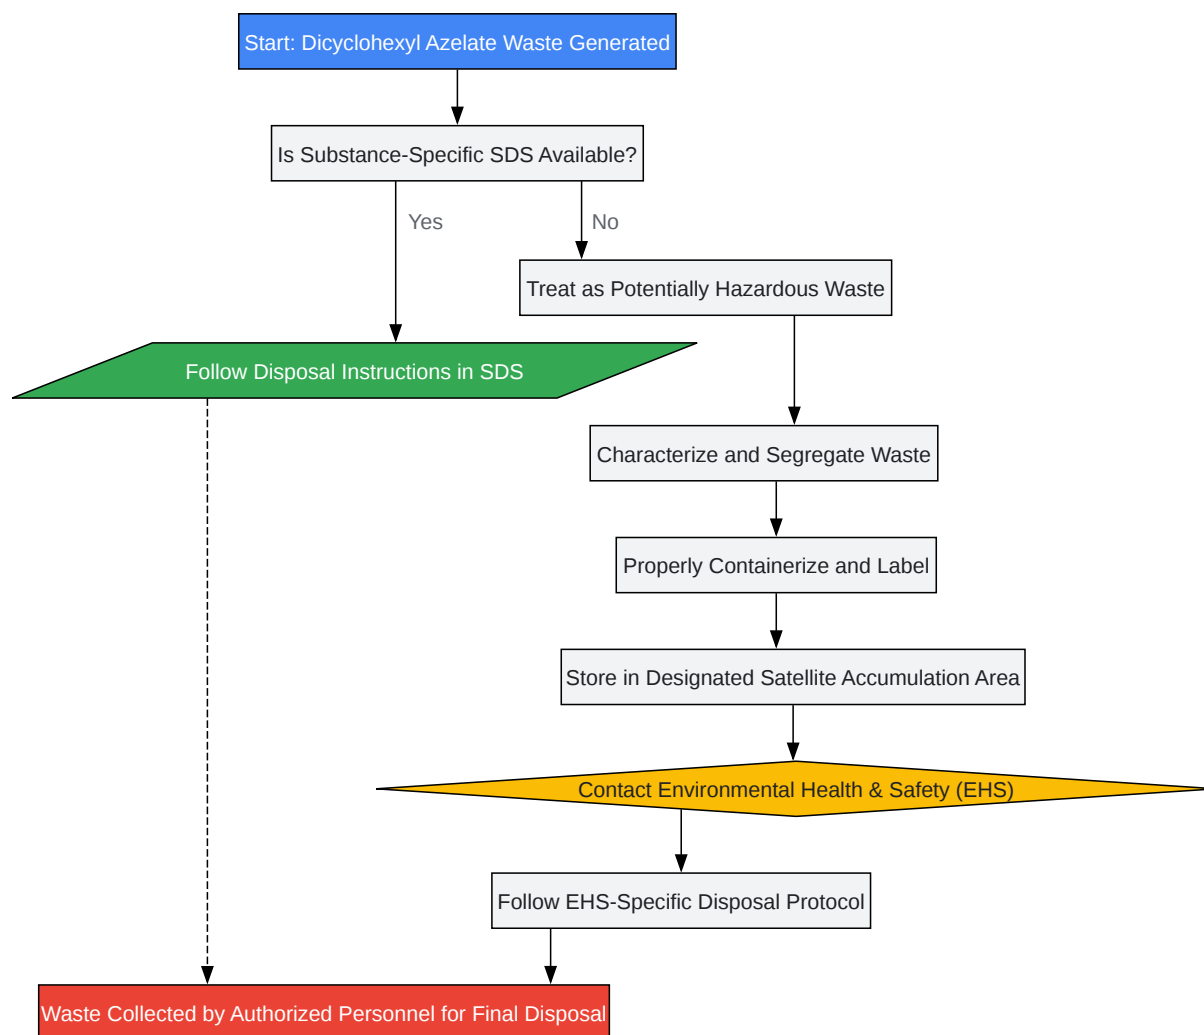 Start: Dicyclohexyl Azelate Waste Generated
Is Substance-Specific SDS Available?
Yes
No
Treat as Potentially Hazardous Waste
Follow Disposal Instructions in SDS
Characterize and Segregate Waste
Properly Containerize and Label
Store in Designated Satellite Accumulation Area
Contact Environmental Health & Safety (EHS)
Follow EHS-Specific Disposal Protocol
Waste Collected by Authorized Personnel for Final Disposal